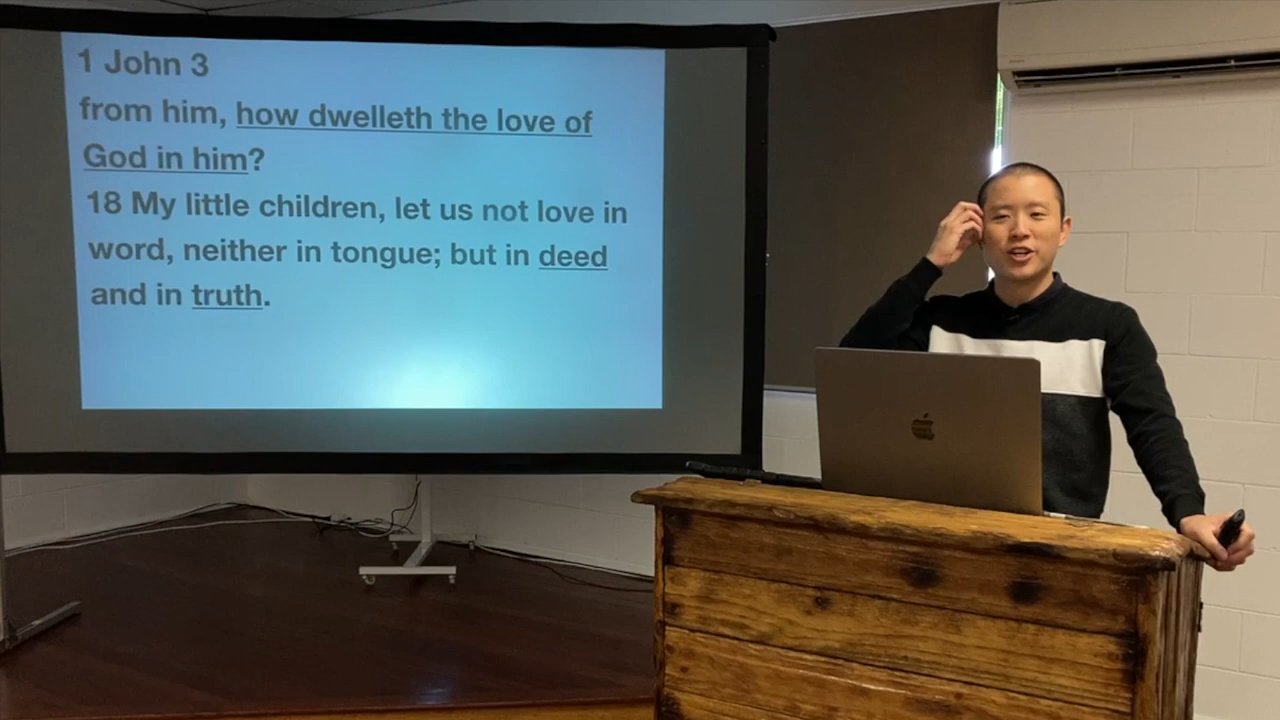 1 John 3
from him, how dwelleth the love of
God in him?
18 My little children, let us not love in
word, neither in tongue; but in deed
and in truth.